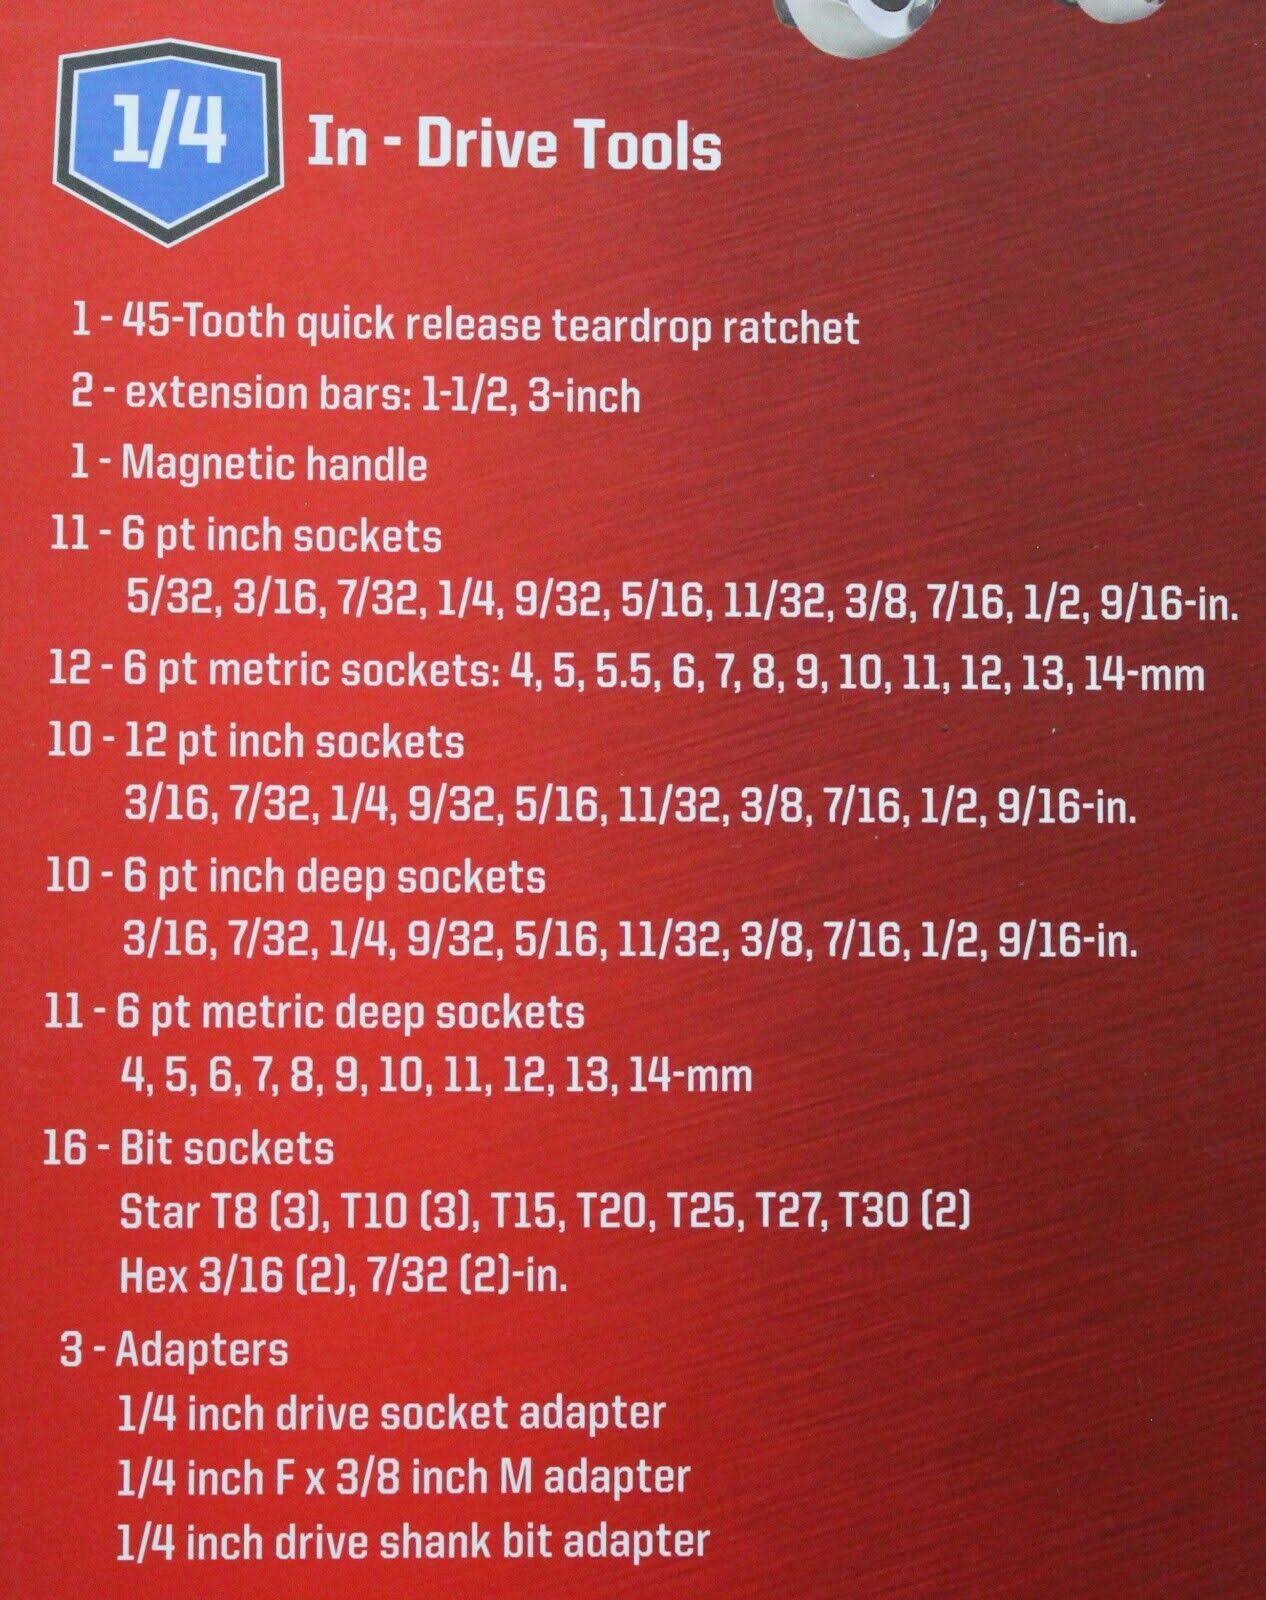 1/4 In - Drive Tools
1 - 45-Tooth quick release teardrop ratchet
2 - extension bars: 1-1/2, 3-inch
1 - Magnetic handle
11 - 6 pt inch sockets
5/32, 3/16, 7/32, 1/4, 9/32, 5/16, 11/32, 3/8, 7/16, 1/2, 9/16-in.
12 - 6 pt metric sockets: 4, 5, 5.5, 6, 7, 8, 9, 10, 11, 12, 13, 14-mm
10 - 12 pt inch sockets
3/16, 7/32, 1/4, 9/32, 5/16, 11/32, 3/8, 7/16, 1/2, 9/16-in.
10 - 6 pt inch deep sockets
3/16, 7/32, 1/4, 9/32, 5/16, 11/32, 3/8, 7/16, 1/2, 9/16-in.
11 - 6 pt metric deep sockets
4, 5, 6, 7, 8, 9, 10, 11, 12, 13, 14-mm
16 - Bit sockets
Star T8 (3), T10 (3), T15, T20, T25, T27, T30 (2)
Hex 3/16 (2), 7/32 (2)-in.
3 - Adapters
1/4 inch drive socket adapter
1/4 inch F x 3/8 inch M adapter
1/4 inch drive shank bit adapter